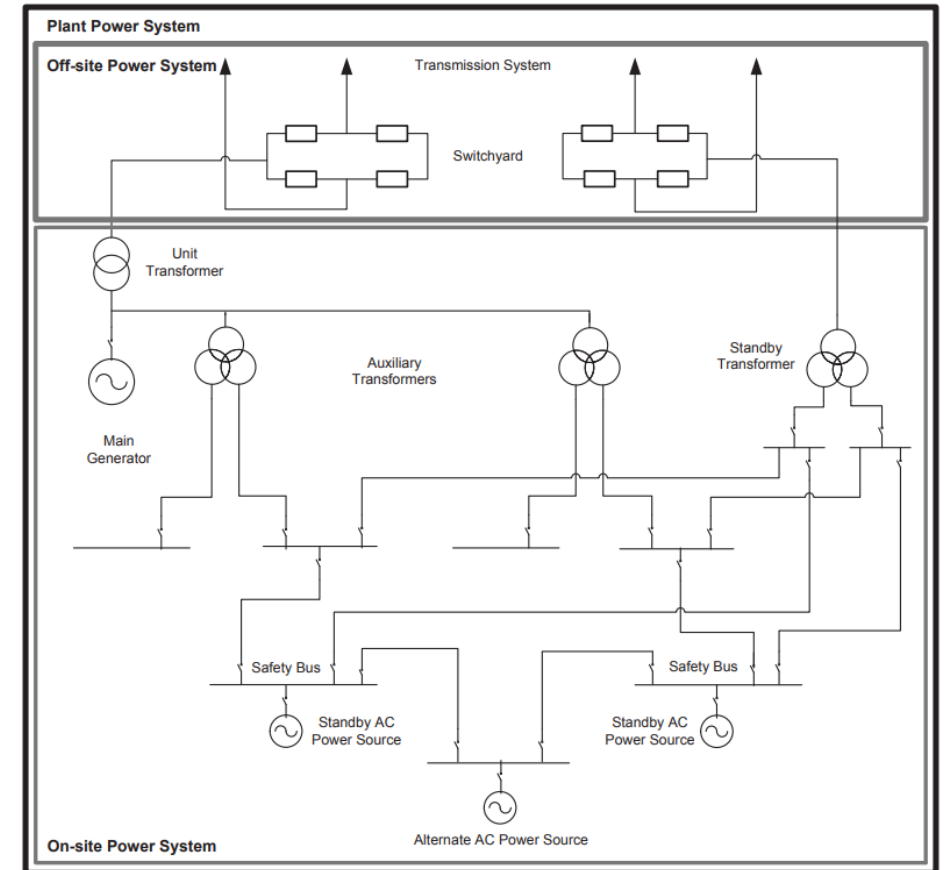 Plant Power System
Off-site Power System
Transmission System
Switchyard
Unit
Transformer
Auxiliary
Transformers
Standby
Transformer
Main
Generator
Safety Bus
Safety Bus
Standby AC
Power Source
Standby AC
Power Source
Alternate AC Power Source
On-site Power System